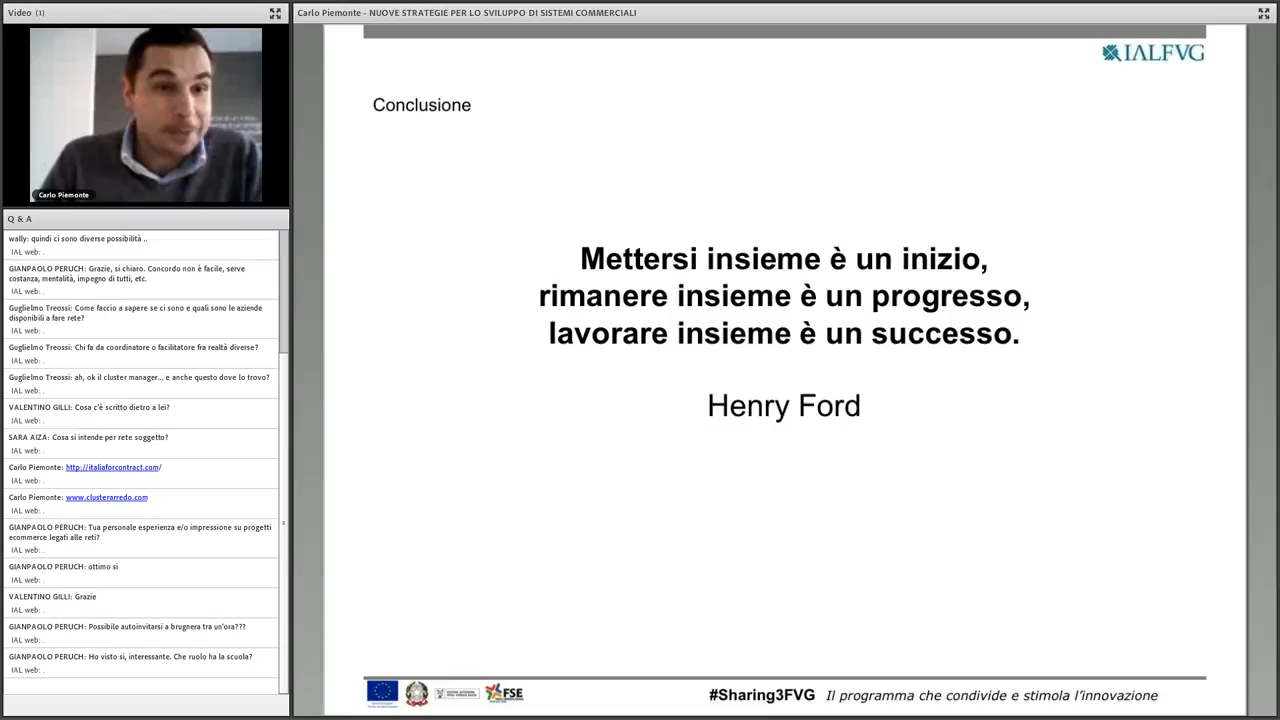 Video (1)
Carlo Piemonte - NUOVE STRATEGIE PER LO SVILUPPO DI SISTEMI COMMERCIALI
Carlo Piemonte
Q & A
wally: quindi ci sono diverse possibilità ..
IAL web: .
GIANPAOLO PERUCH: Grazie, si chiaro. Concordo non è facile, serve
costanza, mentalità, impegno di tutti, etc.
IAL web: .
Guglielmo Treossi: Come faccio a sapere se ci sono e quali sono le aziende
disponibili a fare rete?
IAL web: .
Guglielmo Treossi: Chi fa da coordinatore o facilitatore fra realtà diverse?
IAL web: .
Guglielmo Treossi: ah, ok il cluster manager... e anche questo dove lo trovo?
IAL web: .
VALENTINO GILLI: Cosa c'è scritto dietro a lei?
IAL web: .
SARA AIZA: Cosa si intende per rete soggetto?
IAL web: .
Carlo Piemonte: http://italiaforcontract.com/
IAL web: .
Carlo Piemonte: www.clusterarredo.com
IAL web: .
GIANPAOLO PERUCH: Tua personale esperienza e/o impressione su progetti
ecommerce legati alle reti?
IAL web: .
GIANPAOLO PERUCH: ottimo si
IAL web: .
VALENTINO GILLI: Grazie
IAL web: .
GIANPAOLO PERUCH: Possibile autoinvitarsi a brugnera tra un'ora???
IAL web: .
GIANPAOLO PERUCH: Ho visto si, interessante. Che ruolo ha la scuola?
IAL web: .
IALFVG
Conclusione
Mettersi insieme è un inizio,
rimanere insieme è un progresso,
lavorare insieme è un successo.
Henry Ford
FSE
#Sharing3FVG Il programma che condivide e stimola l'innovazione